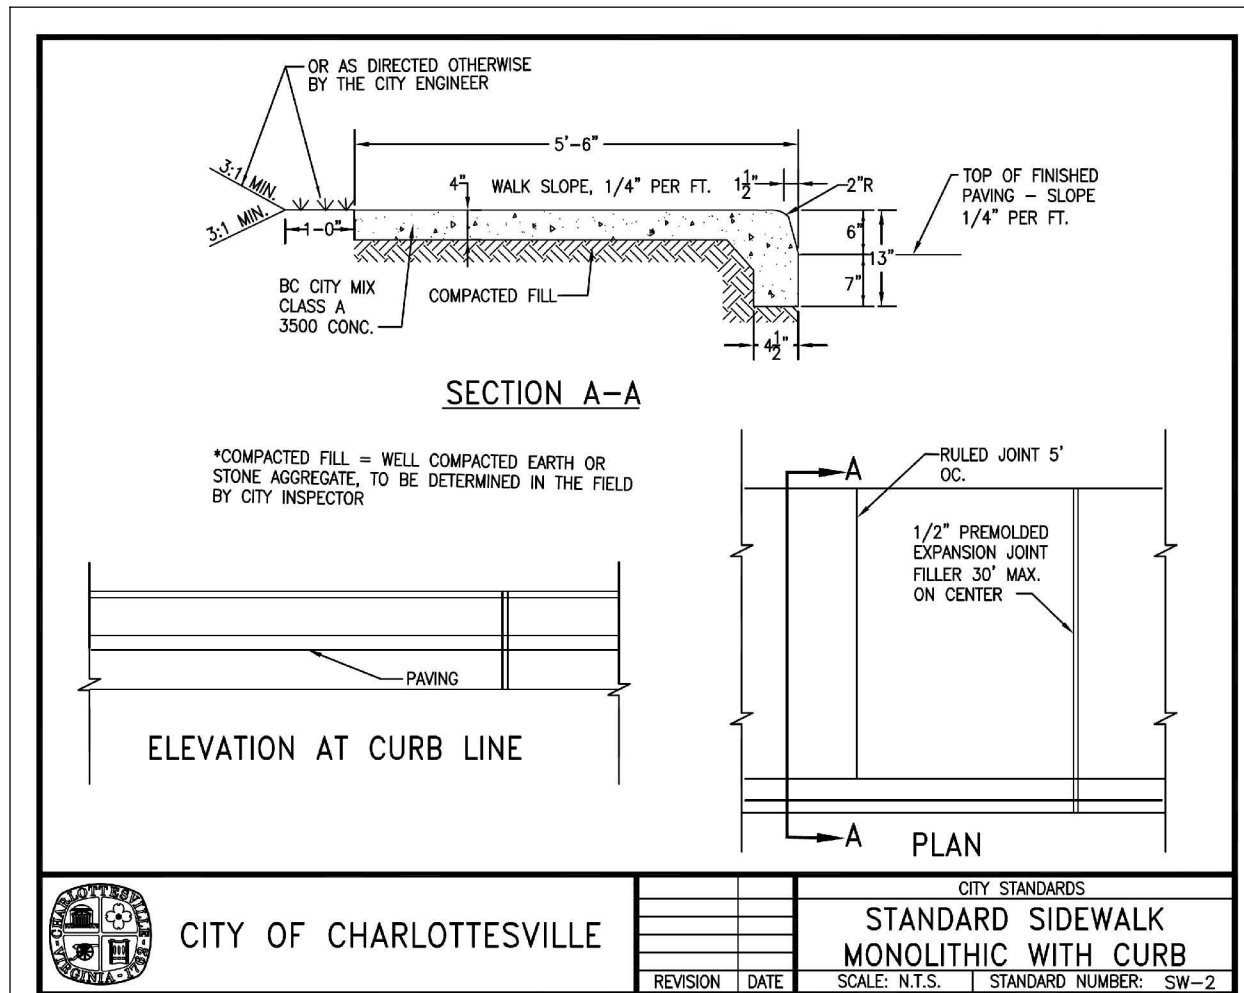 OR AS DIRECTED OTHERWISE
BY THE CITY ENGINEER
5'-6"
3:1 MIN.
3:1 MIN.
1-0"
4"
WALK SLOPE, 1/4" PER FT.
1 1/2"
2"R
TOP OF FINISHED
PAVING – SLOPE
1/4" PER FT.
6"
13"
7"
4 1/2"
BC CITY MIX
CLASS A
3500 CONC.
COMPACTED FILL
SECTION A–A
*COMPACTED FILL = WELL COMPACTED EARTH OR
STONE AGGREGATE, TO BE DETERMINED IN THE FIELD
BY CITY INSPECTOR
PAVING
ELEVATION AT CURB LINE
A
RULED JOINT 5'
OC.
1/2" PREMOLDED
EXPANSION JOINT
FILLER 30' MAX.
ON CENTER
A
PLAN
CHARLOTTESVILLE
VIRGINIA - 1762
CITY OF CHARLOTTESVILLE
REVISION
DATE
CITY STANDARDS
STANDARD SIDEWALK
MONOLITHIC WITH CURB
SCALE: N.T.S.
STANDARD NUMBER: SW–2